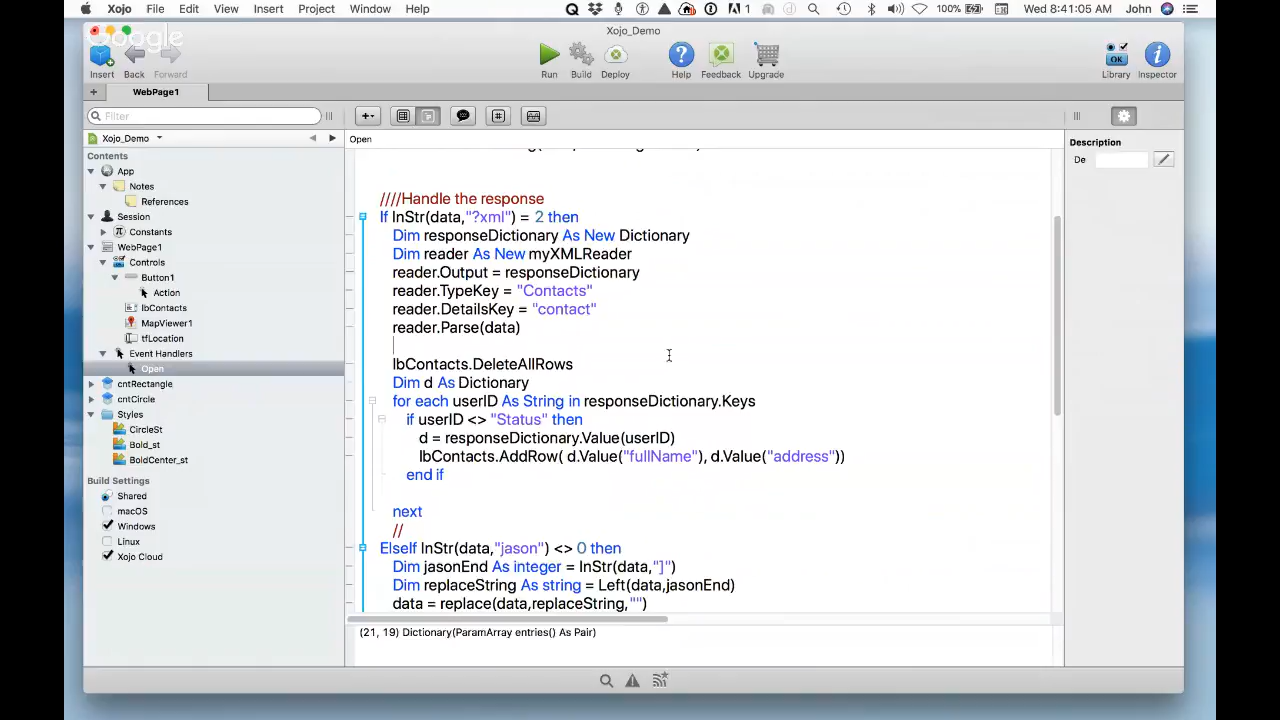 Xojo File Edit View Insert Project Window Help
1
100%
Wed 8:41:05 AM John
Google
Xojo_Demo
Insert Back Forward
Run Build Deploy
Help Feedback Upgrade
OK
Library Inspector
WebPage1
Filter
Xojo_Demo
Open
Contents
App
Notes
References
Session
Constants
WebPage1
Controls
Button1
Action
lbContacts
MapViewer1
tfLocation
Event Handlers
Open
cntRectangle
cntCircle
Styles
CircleSt
Bold_st
BoldCenter_st
Build Settings
Shared
macOS
Windows
Linux
Xojo Cloud
////Handle the response
If InStr(data,"?xml") = 2 then
Dim responseDictionary As New Dictionary
Dim reader As New myXMLReader
reader.Output = responseDictionary
reader.TypeKey = "Contacts"
reader.DetailsKey = "contact"
reader.Parse(data)
lbContacts.DeleteAllRows
Dim d As Dictionary
for each userID As String in responseDictionary.Keys
if userID <> "Status" then
d = responseDictionary.Value(userID)
lbContacts.AddRow( d.Value("fullName"), d.Value("address"))
end if
next
//
ElseIf InStr(data,"jason") <> 0 then
Dim jasonEnd As integer = InStr(data,"]")
Dim replaceString As string = Left(data,jasonEnd)
data = replace(data,replaceString,"")
(21, 19) Dictionary(ParamArray entries() As Pair)
Description
De